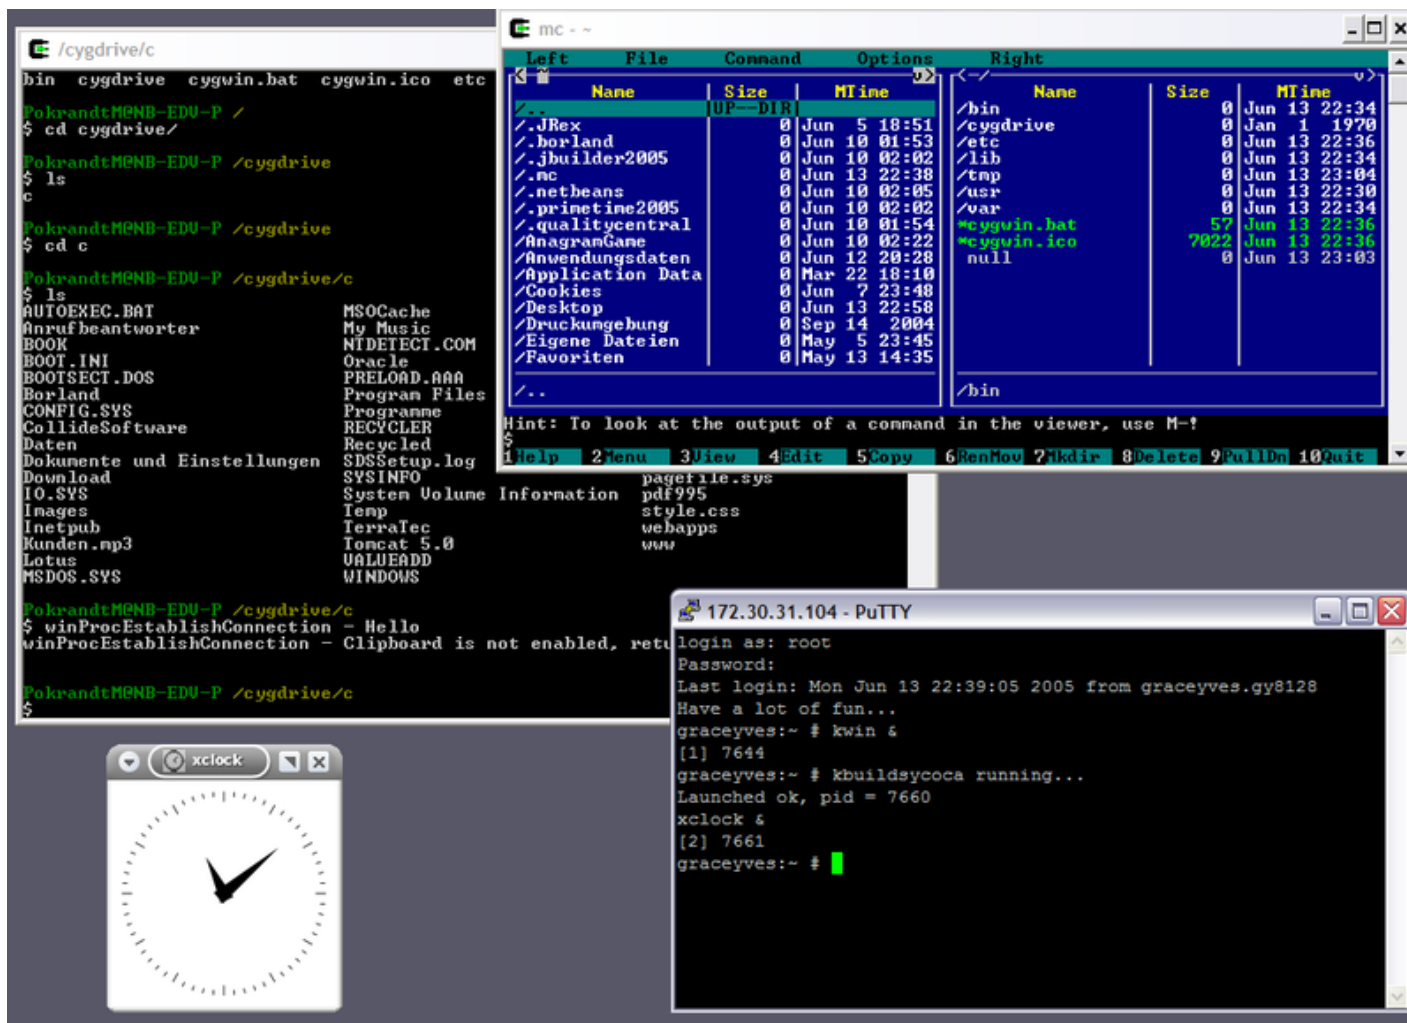 /cygdrive/c
bin cygdrive cygwin.bat cygwin.ico etc
PokrandtM@NB-EDU-P /
$ cd cygdrive/
PokrandtM@NB-EDU-P /cygdrive
$ ls
c
PokrandtM@NB-EDU-P /cygdrive
$ cd c
PokrandtM@NB-EDU-P /cygdrive/c
$ ls
AUTOEXEC.BAT MSOCache
Anrufbeantworter My Music
BOOK NTDETECT.COM
BOOT.INI Oracle
BOOTSECT.DOS PRELOAD.AAA
Borland Program Files
CONFIG.SYS Programme
CollideSoftware RECYCLER
Daten Recycled
Dokumente und Einstellungen SDSSetup.log
Download SYSINFO pagefile.sys
IO.SYS System Volume Information pdf995
Images Temp style.css
Inetpub TerraTec webapps
Kunden.mp3 Tomcat 5.0 www
Lotus VALUEADD
MSDOS.SYS WINDOWS
PokrandtM@NB-EDU-P /cygdrive/c
$ winProcEstablishConnection - Hello
winProcEstablishConnection - Clipboard is not enabled, retu
PokrandtM@NB-EDU-P /cygdrive/c
$
mc - ~
Left File Command Options Right
<~ v> </ v>
Name Size MTime Name Size MTime
/.. UP--DIR /bin 0 Jun 13 22:34
/.JRex 0 Jun 5 18:51 /cygdrive 0 Jan 1 1970
/.borland 0 Jun 10 01:53 /etc 0 Jun 13 22:36
/.jbuilder2005 0 Jun 10 02:02 /lib 0 Jun 13 22:34
/.mc 0 Jun 13 22:38 /tmp 0 Jun 13 23:04
/.netbeans 0 Jun 10 02:05 /usr 0 Jun 13 22:30
/.primetime2005 0 Jun 10 02:02 /var 0 Jun 13 22:34
/.qualitycentral 0 Jun 10 01:54 *cygwin.bat 57 Jun 13 22:36
/AnagramGame 0 Jun 10 02:22 *cygwin.ico 7022 Jun 13 22:36
/Anwendungsdaten 0 Jun 12 20:28 null 0 Jun 13 23:03
/Application Data 0 Mar 22 18:10
/Cookies 0 Jun 7 23:48
/Desktop 0 Jun 13 22:58
/Druckumgebung 0 Sep 14 2004
/Eigene Dateien 0 May 5 23:45
/Favoriten 0 May 13 14:35
/.. /bin
Hint: To look at the output of a command in the viewer, use M-!
$
1Help 2Menu 3View 4Edit 5Copy 6RenMov 7Mkdir 8Delete 9PullDn 10Quit
172.30.31.104 - PuTTY
login as: root
Password:
Last login: Mon Jun 13 22:39:05 2005 from graceyves.gy8128
Have a lot of fun...
graceyves:~ # kwin &
[1] 7644
graceyves:~ # kbuildsycoca running...
Launched ok, pid = 7660
xclock &
[2] 7661
graceyves:~ #
xclock